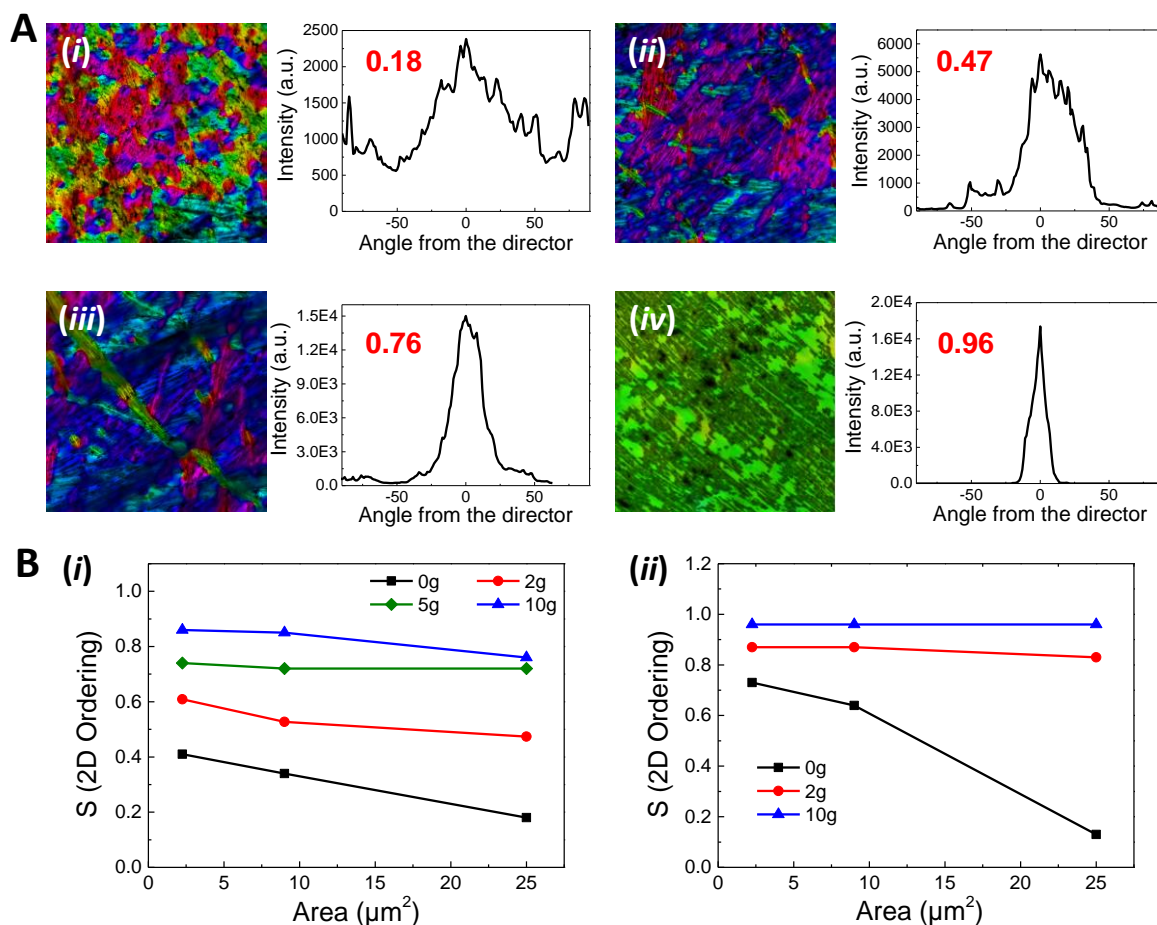 A
(i)
0.18
Intensity (a.u.)
2500
2000
1500
1000
500
0
-50 0 50
Angle from the director
(ii)
0.47
Intensity (a.u.)
6000
5000
4000
3000
2000
1000
0
-50 0 50
Angle from the director
(iii)
0.76
Intensity (a.u.)
1.5E4
1.2E4
9.0E3
6.0E3
3.0E3
0.0
-50 0 50
Angle from the director
(iv)
0.96
Intensity (a.u.)
2.0E4
1.6E4
1.2E4
8.0E3
4.0E3
0.0
-50 0 50
Angle from the director
B
(i)
0g 2g
5g 10g
S (2D Ordering)
1.0
0.8
0.6
0.4
0.2
0.0
0 5 10 15 20 25
Area (µm²)
(ii)
0g
2g
10g
S (2D Ordering)
1.2
1.0
0.8
0.6
0.4
0.2
0.0
0 5 10 15 20 25
Area (µm²)